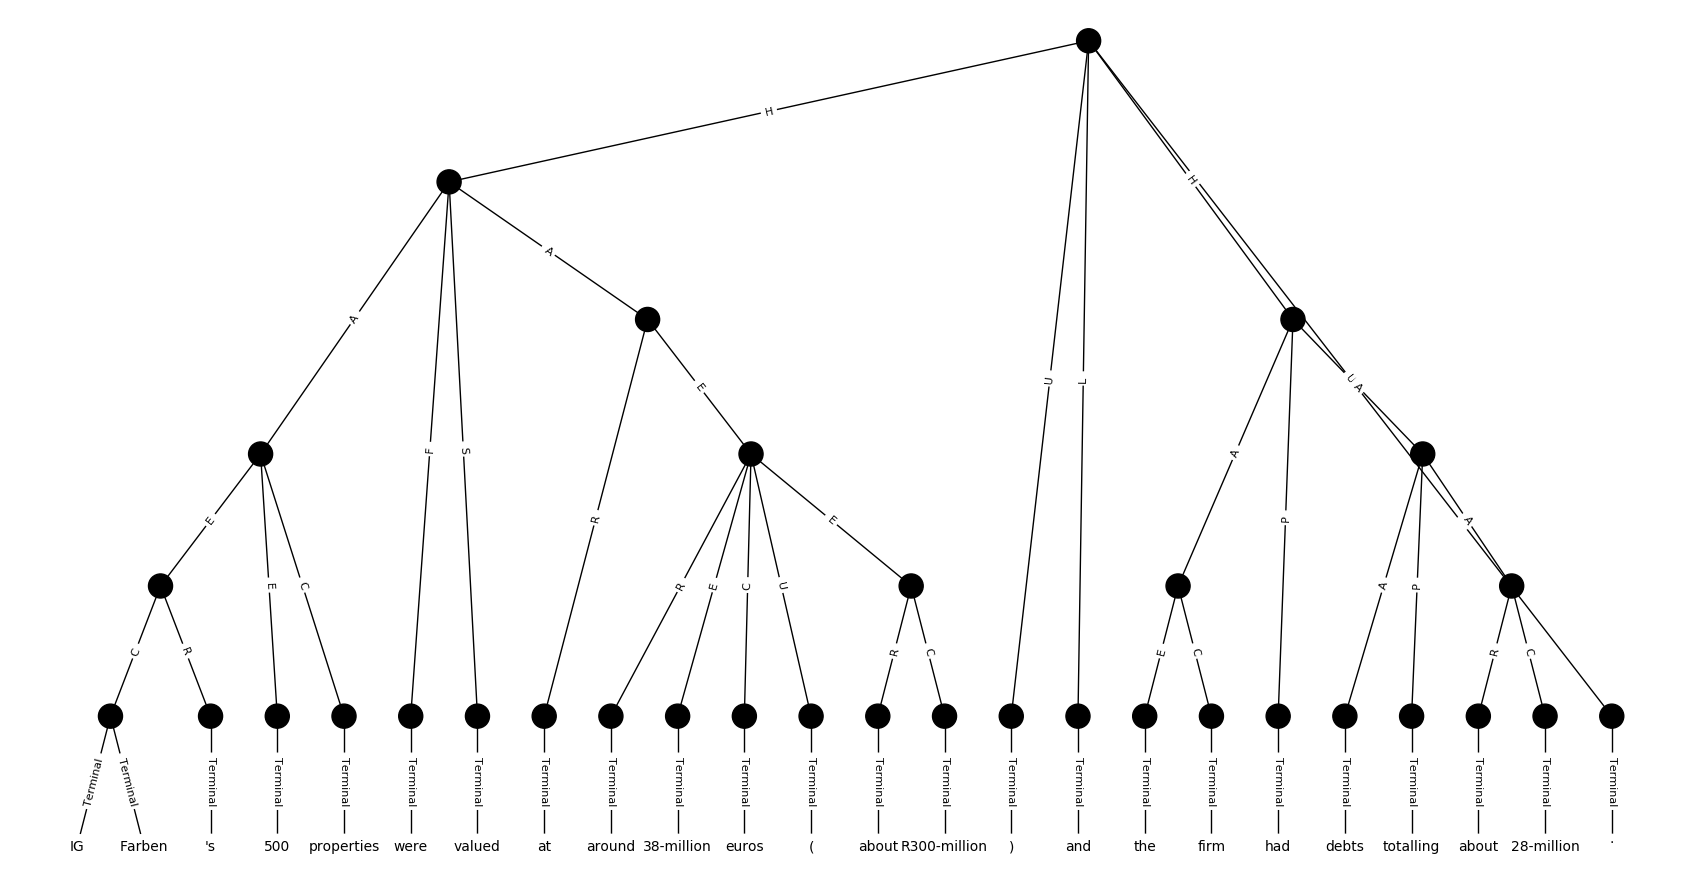 H
A
A
H
U
L
A
F
S
E
U
A
E
E
C
R
R
E
C
U
E
A
P
A
P
A
C
R
R
C
E
C
R
C
Terminal Terminal Terminal Terminal Terminal Terminal Terminal Terminal Terminal Terminal Terminal Terminal Terminal Terminal Terminal Terminal Terminal Terminal Terminal Terminal Terminal Terminal Terminal Terminal
IG Farben 's 500 properties were valued at around 38-million euros ( about R300-million ) and the firm had debts totalling about 28-million .